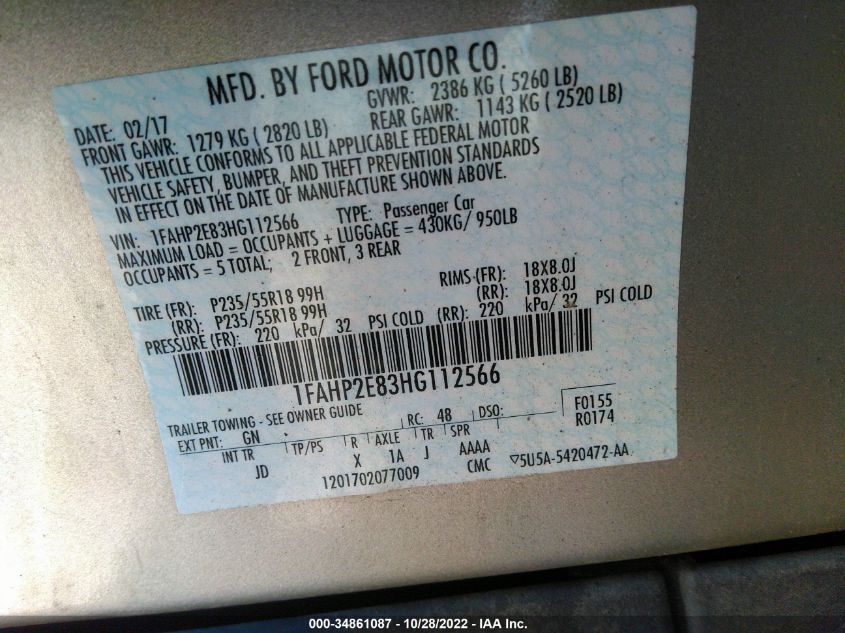 MFD. BY FORD MOTOR CO.
DATE: 02/17 GVWR: 2386 KG ( 5260 LB)
FRONT GAWR: 1279 KG ( 2820 LB) REAR GAWR: 1143 KG ( 2520 LB)
THIS VEHICLE CONFORMS TO ALL APPLICABLE FEDERAL MOTOR
VEHICLE SAFETY, BUMPER, AND THEFT PREVENTION STANDARDS
IN EFFECT ON THE DATE OF MANUFACTURE SHOWN ABOVE.
VIN: 1FAHP2E83HG112566 TYPE: Passenger Car
MAXIMUM LOAD = OCCUPANTS + LUGGAGE = 430KG/ 950LB
OCCUPANTS = 5 TOTAL; 2 FRONT, 3 REAR
TIRE (FR): P235/55R18 99H RIMS (FR): 18X8.0J
(RR): P235/55R18 99H (RR): 18X8.0J
PRESSURE (FR): 220 kPa/ 32 PSI COLD (RR): 220 kPa/ 32 PSI COLD
1FAHP2E83HG112566
TRAILER TOWING - SEE OWNER GUIDE
EXT PNT: GN RC: 48 DSO: F0155
R0174
INT TR TP/PS R AXLE TR SPR
JD X 1A J AAAA
1201702077009 CMC ▽5U5A-5420472-AA
000-34861087 - 10/28/2022 - IAA Inc.